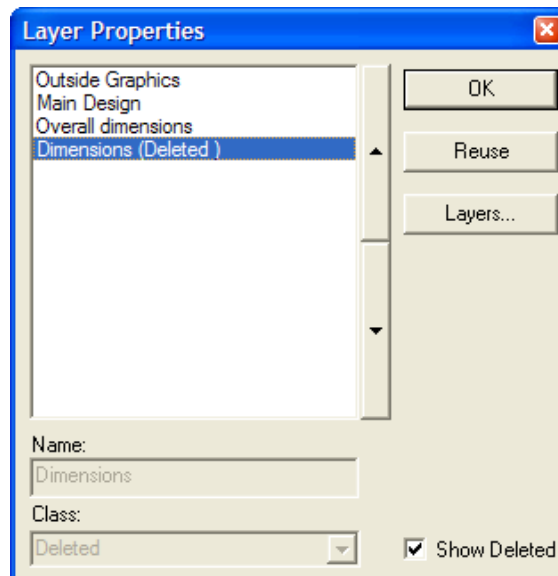 Layer Properties
Outside Graphics
Main Design
Overall dimensions
Dimensions (Deleted )
OK
Reuse
Layers...
Name:
Dimensions
Class:
Deleted
Show Deleted